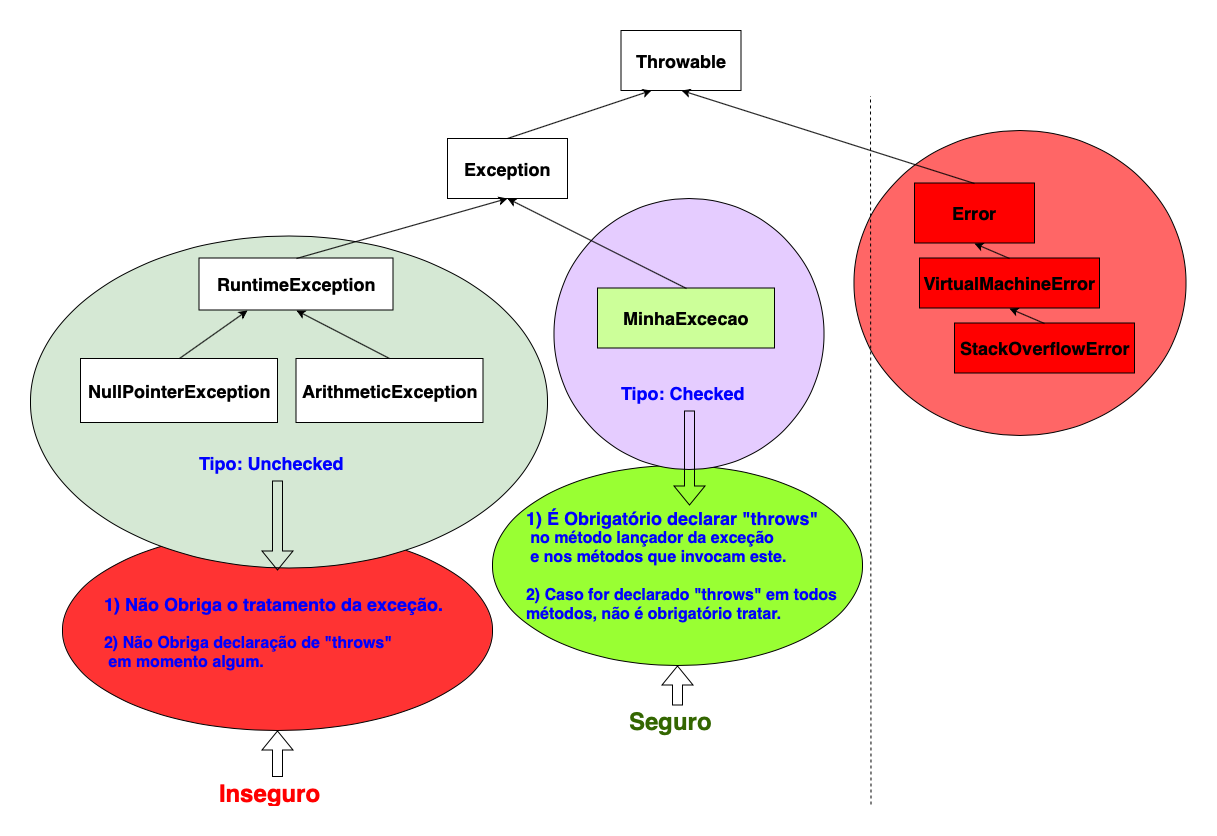 Throwable
Exception
Error
VirtualMachineError
StackOverflowError
RuntimeException
NullPointerException
ArithmeticException
Tipo: Unchecked
1) Não Obriga o tratamento da exceção.
2) Não Obriga declaração de "throws"
em momento algum.
Inseguro
MinhaExcecao
Tipo: Checked
1) É Obrigatório declarar "throws"
no método lançador da exceção
e nos métodos que invocam este.
2) Caso for declarado "throws" em todos
métodos, não é obrigatório tratar.
Seguro